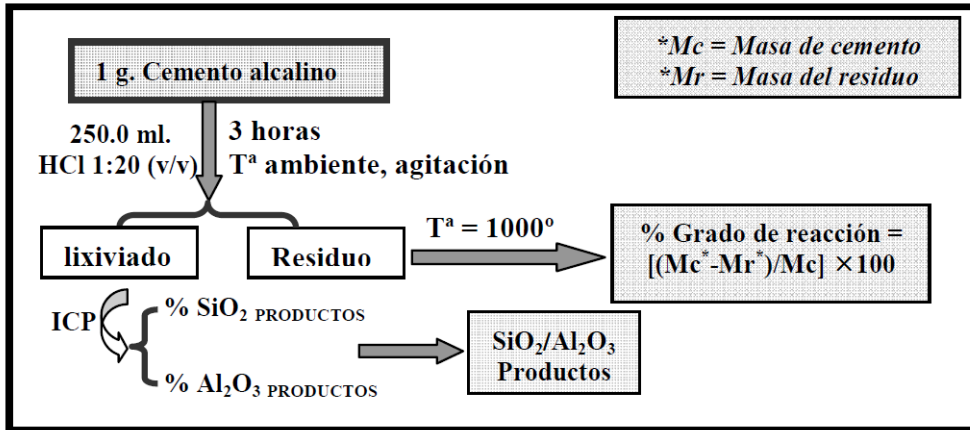 1 g. Cemento alcalino
*Mc = Masa de cemento
*Mr = Masa del residuo
250.0 ml.
HCl 1:20 (v/v)
3 horas
Tª ambiente, agitación
lixiviado
Residuo
Tª = 1000º
% Grado de reacción =
[(Mc*-Mr*)/Mc] ×100
ICP
% SiO₂ PRODUCTOS
% Al₂O₃ PRODUCTOS
SiO₂/Al₂O₃
Productos